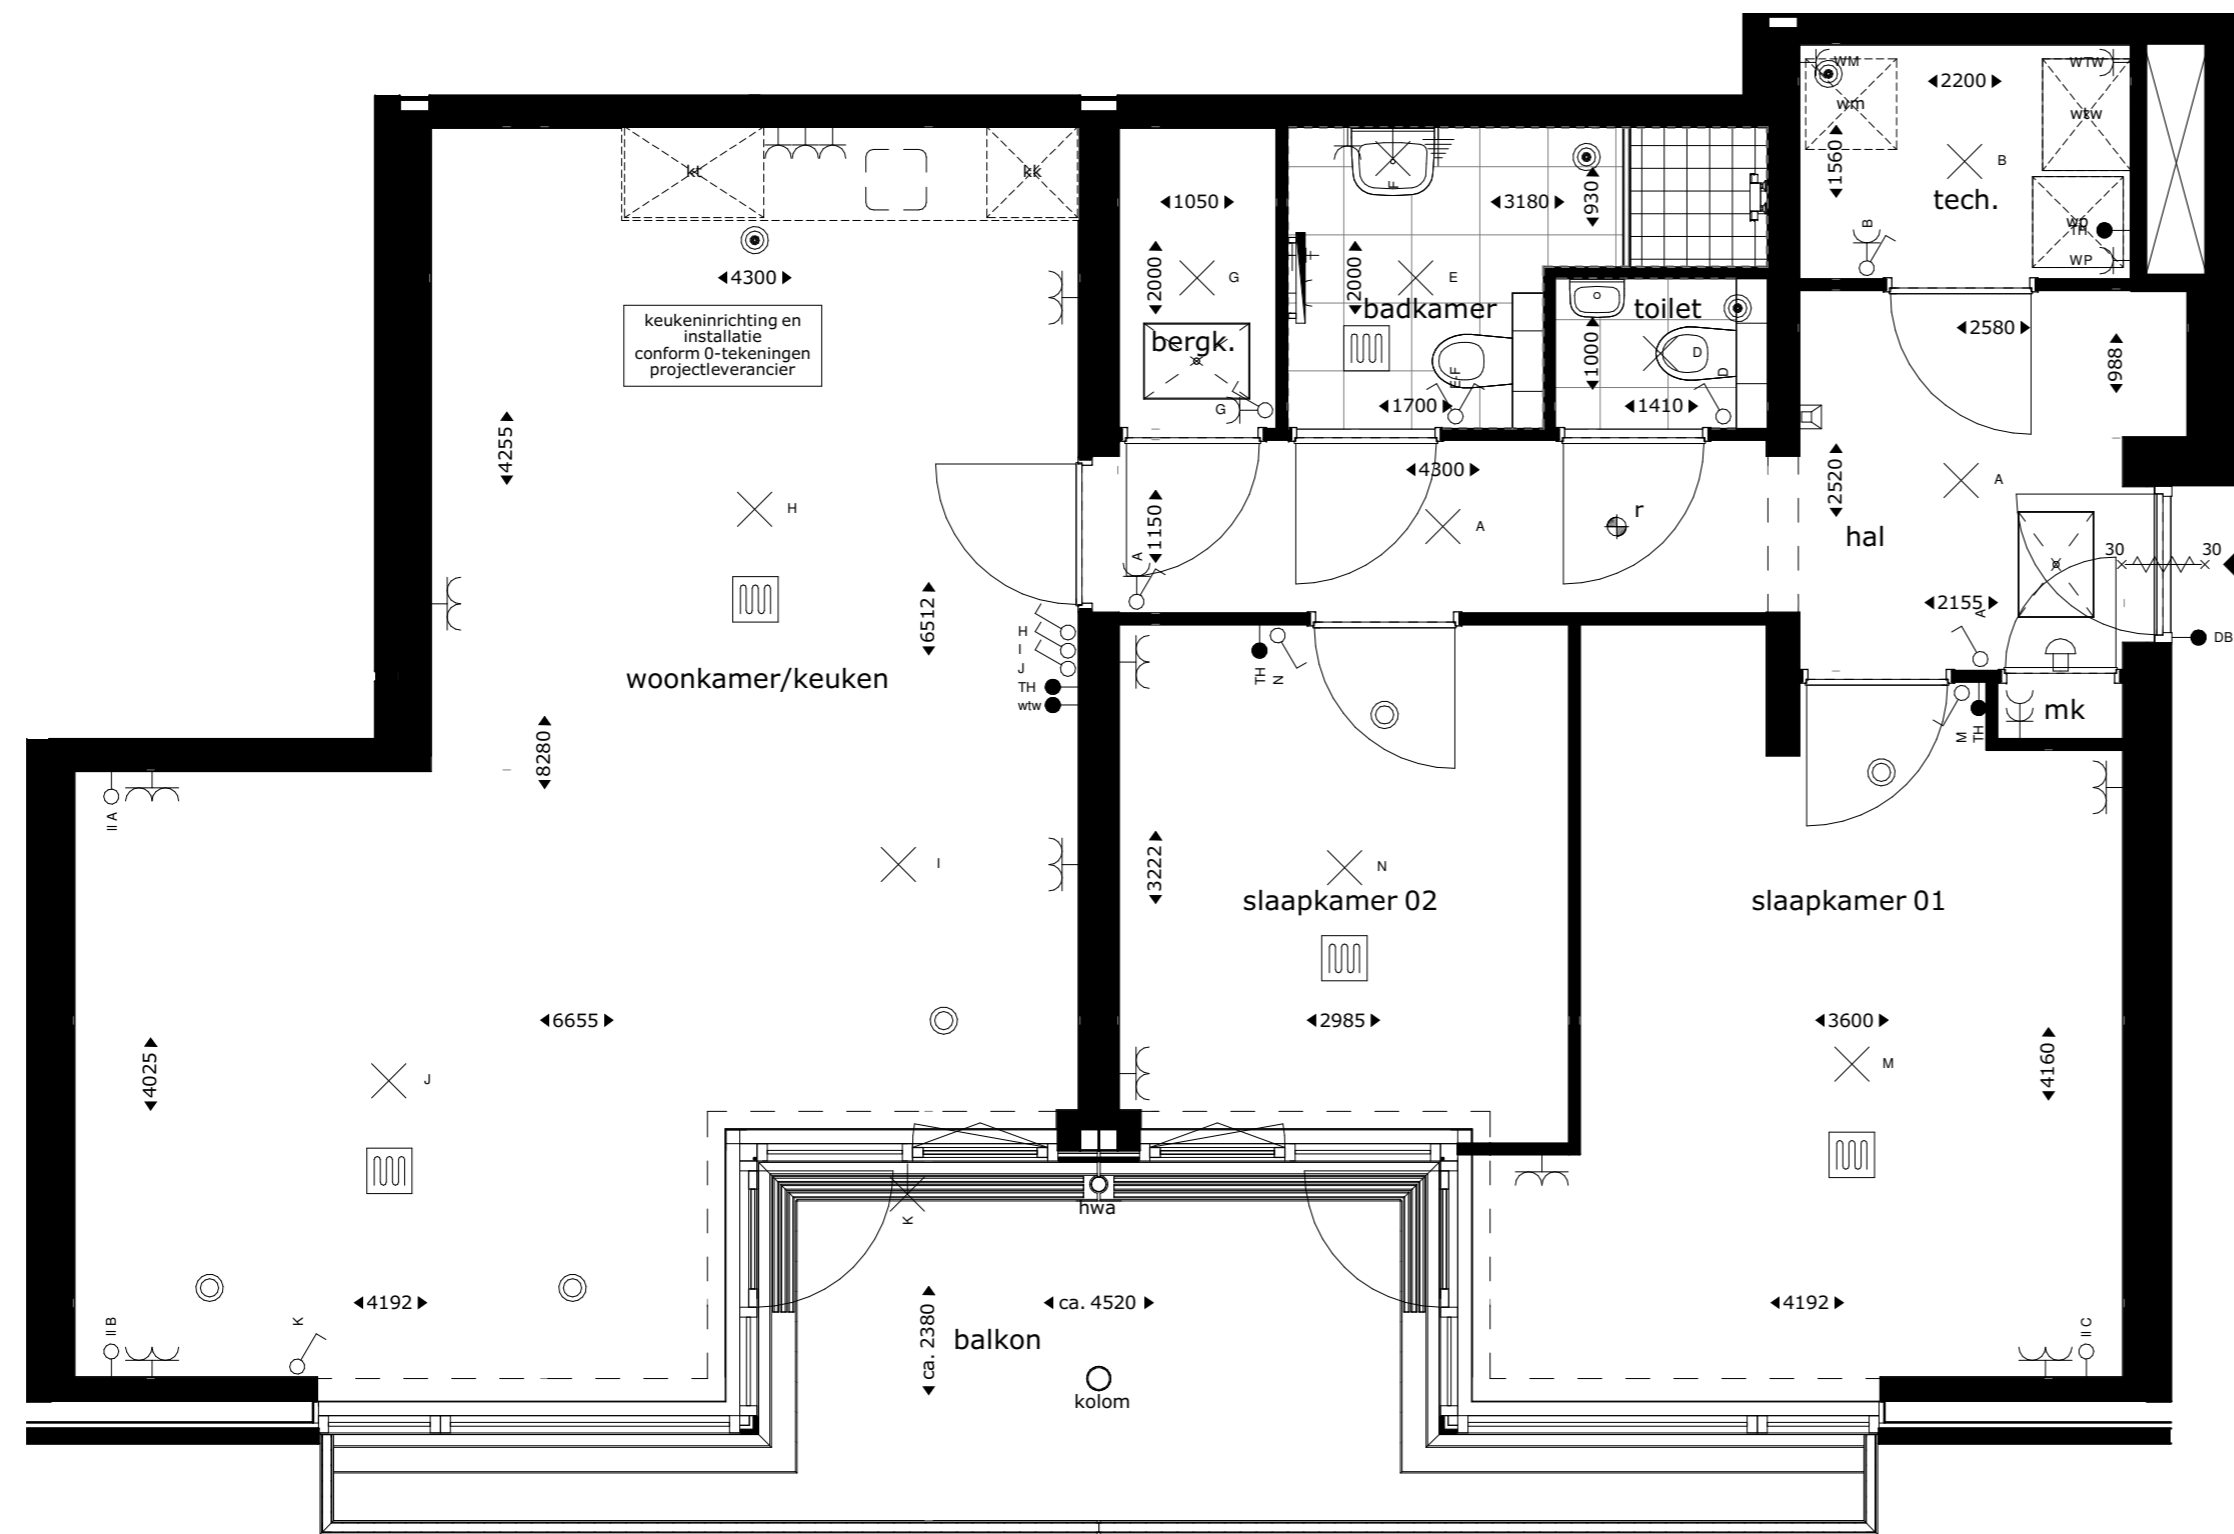 WM
wm
2200
WTW
wtw
1560
B
tech.
wp
TH
WP
B
kt
kk
4300
keukeninrichting en
installatie
conform 0-tekeningen
projectleverancier
4255
H
6512
woonkamer/keuken
H
I
J
TH
wtw
8280
II A
I
6655
4025
J
4192
II B
K
1050
2000
G
bergk.
G
F
3180
930
2000
E
badkamer
E,F
1700
toilet
1000
D
D
1410
2580
988
4300
1150
A
A
r
2520
A
hal
30
30
2155
A
DB
mk
TH
N
M
TH
3222
N
slaapkamer 02
2985
slaapkamer 01
3600
M
4160
4192
II C
K
hwa
ca. 2380
ca. 4520
balkon
kolom